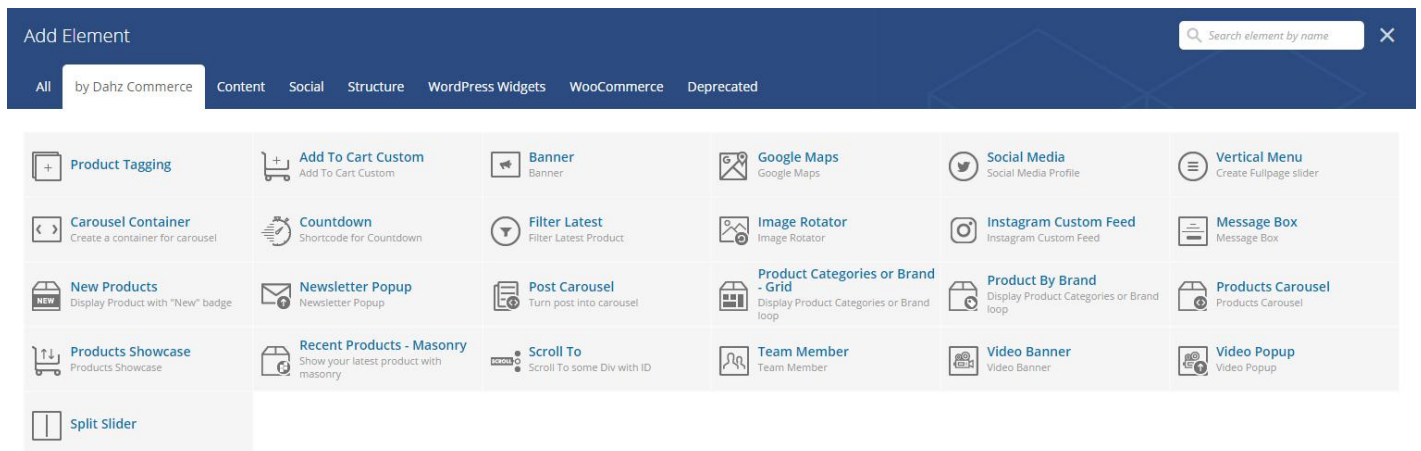 Add Element
Search element by name
All by Dahz Commerce Content Social Structure WordPress Widgets WooCommerce Deprecated
Product Tagging
Add To Cart Custom
Add To Cart Custom
Banner
Banner
Google Maps
Google Maps
Social Media
Social Media Profile
Vertical Menu
Create Fullpage slider
Carousel Container
Create a container for carousel
Countdown
Shortcode for Countdown
Filter Latest
Filter Latest Product
Image Rotator
Image Rotator
Instagram Custom Feed
Instagram Custom Feed
Message Box
Message Box
NEW
New Products
Display Product with "New" badge
Newsletter Popup
Newsletter Popup
Post Carousel
Turn post into carousel
Product Categories or Brand
- Grid
Display Product Categories or Brand
loop
Product By Brand
Display Product Categories or Brand
loop
Products Carousel
Products Carousel
Products Showcase
Products Showcase
Recent Products - Masonry
Show your latest product with
masonry
SCROLL
Scroll To
Scroll To some Div with ID
Team Member
Team Member
Video Banner
Video Banner
Video Popup
Video Popup
Split Slider